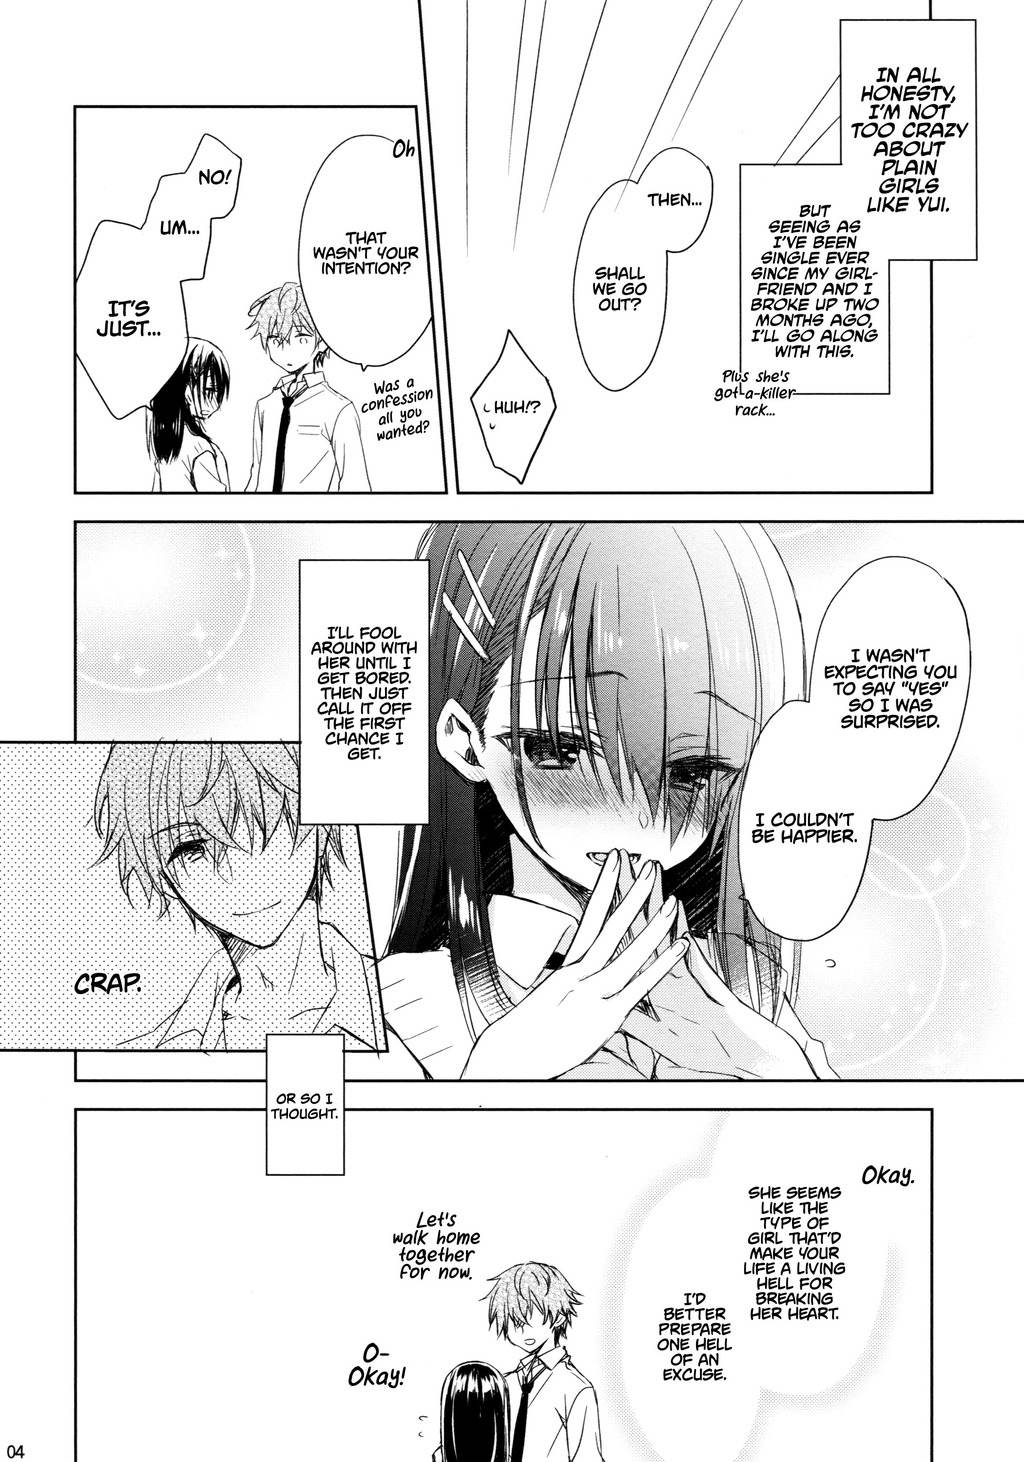 IN ALL
HONESTY,
I'M NOT
TOO CRAZY
ABOUT
PLAIN
GIRLS
LIKE YUI.
BUT
SEEING AS
I'VE BEEN
SINGLE EVER
SINCE MY GIRL-
FRIEND AND I
BROKE UP TWO
MONTHS AGO,
I'LL GO ALONG
WITH THIS.
Plus she's
got a killer
rack...
THEN...
SHALL
WE GO
OUT?
HUH!?
Oh
THAT
WASN'T YOUR
INTENTION?
Was a
confession
all you
wanted?
NO!
UM...
IT'S
JUST...
I WASN'T
EXPECTING YOU
TO SAY "YES"
SO I WAS
SURPRISED.
I COULDN'T
BE HAPPIER.
I'LL FOOL
AROUND WITH
HER UNTIL I
GET BORED.
THEN JUST
CALL IT OFF
THE FIRST
CHANCE I
GET.
CRAP.
OR SO I
THOUGHT.
Okay.
SHE SEEMS
LIKE THE
TYPE OF
GIRL THAT'D
MAKE YOUR
LIFE A LIVING
HELL FOR
BREAKING
HER HEART.
I'D
BETTER
PREPARE
ONE HELL
OF AN
EXCUSE.
Let's
walk home
together
for now.
O-
Okay!
04